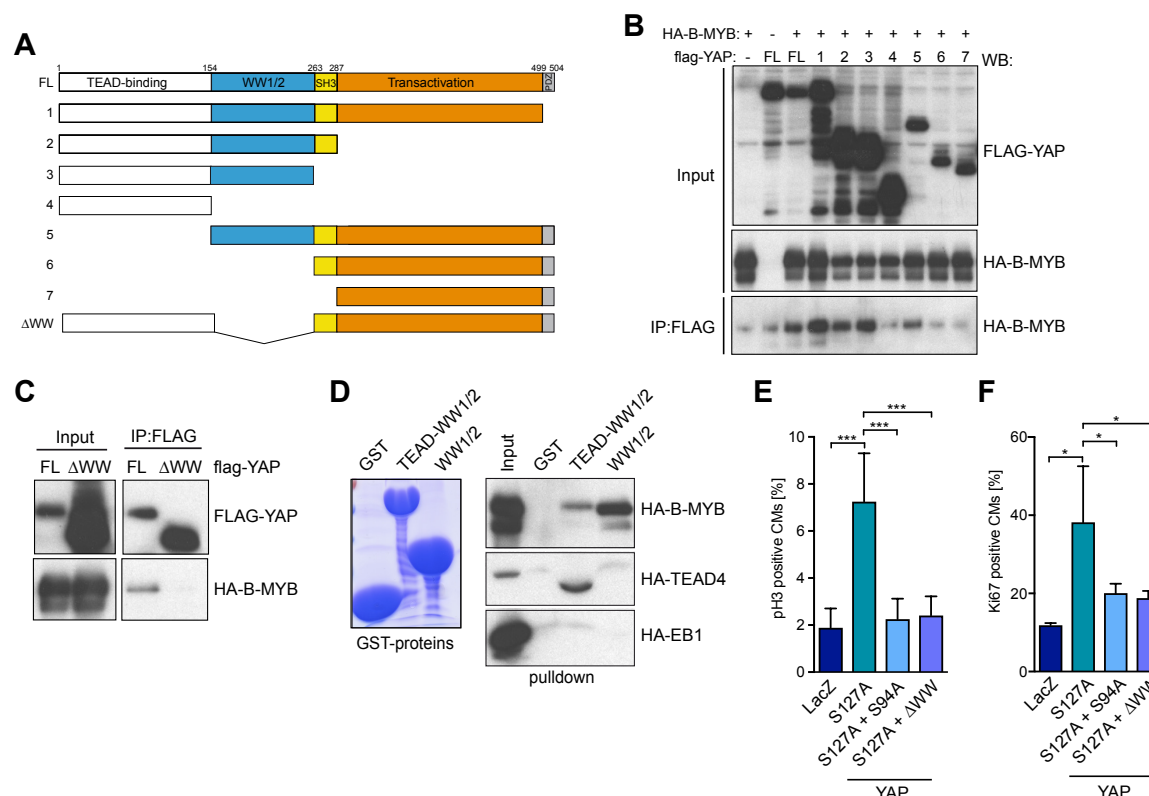 A
1 154 263 287 499 504
FL TEAD-binding WW1/2 SH3 Transactivation PDZ
1
2
3
4
5
6
7
ΔWW
B
HA-B-MYB: + - + + + + + + + +
flag-YAP: - FL FL 1 2 3 4 5 6 7 WB:
Input
FLAG-YAP
HA-B-MYB
IP:FLAG HA-B-MYB
C
Input IP:FLAG
FL ΔWW FL ΔWW flag-YAP
FLAG-YAP
HA-B-MYB
D
GST TEAD-WW1/2 WW1/2
GST-proteins
Input GST TEAD-WW1/2 WW1/2
HA-B-MYB
HA-TEAD4
HA-EB1
pulldown
E
pH3 positive CMs [%]
10
8
6
4
2
0
*** *** ***
LacZ S127A S127A + S94A S127A + ΔWW
YAP
F
Ki67 positive CMs [%]
60
40
20
0
* * *
LacZ S127A S127A + S94A S127A + ΔWW
YAP